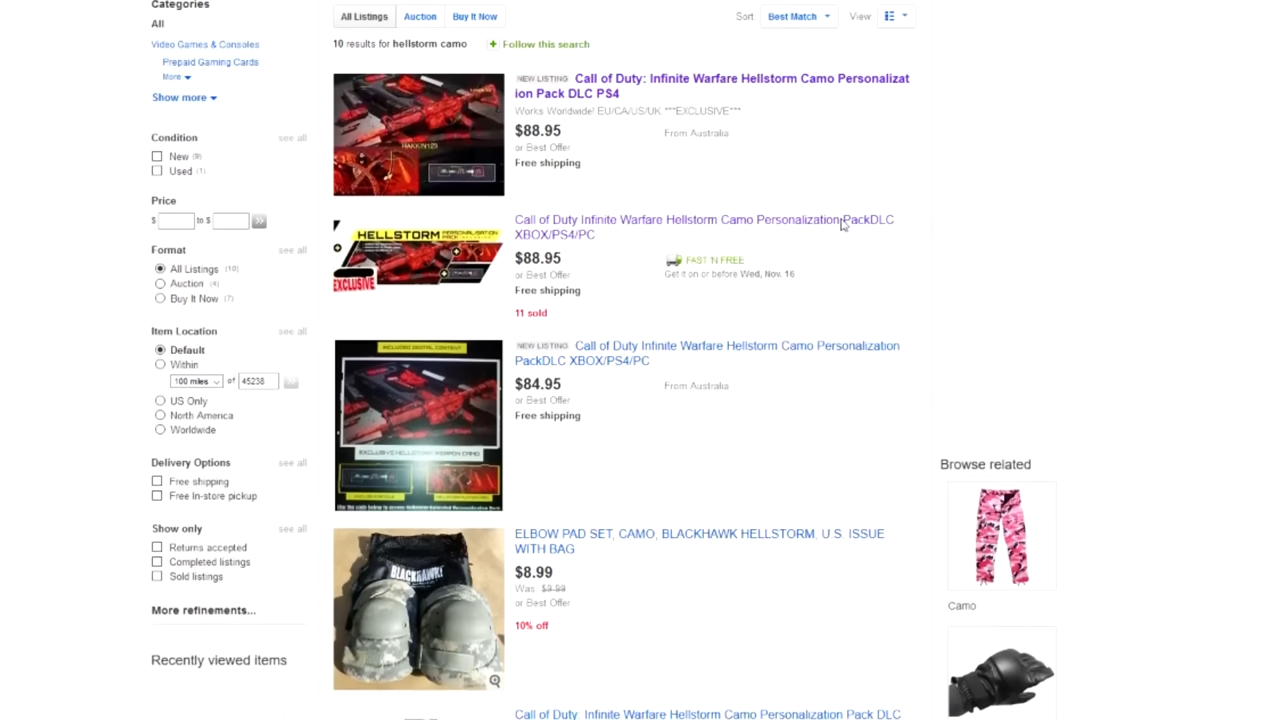 Categories
All
Video Games & Consoles
Prepaid Gaming Cards
More
Show more
Condition see all
New (9)
Used (1)
Price
$ to $
Format see all
All Listings (10)
Auction (4)
Buy It Now (7)
Item Location see all
Default
Within
100 miles of 45238
US Only
North America
Worldwide
Delivery Options see all
Free shipping
Free In-store pickup
Show only see all
Returns accepted
Completed listings
Sold listings
More refinements...
Recently viewed items
All Listings Auction Buy It Now Sort Best Match View
10 results for hellstorm camo + Follow this search
NEW LISTING Call of Duty: Infinite Warfare Hellstorm Camo Personalizat
ion Pack DLC PS4
Works Worldwide! EU/CA/US/UK ***EXCLUSIVE***
$88.95 From Australia
or Best Offer
Free shipping
Call of Duty Infinite Warfare Hellstorm Camo Personalization PackDLC
XBOX/PS4/PC
HELLSTORM PERSONALISATION PACK
EXCLUSIVE
$88.95 FAST 'N FREE
or Best Offer Get it on or before Wed, Nov. 16
Free shipping
11 sold
NEW LISTING Call of Duty Infinite Warfare Hellstorm Camo Personalization
PackDLC XBOX/PS4/PC
INCLUDED DIGITAL CONTENT
EXCLUSIVE HELLSTORM WEAPON CAMO
$84.95 From Australia
or Best Offer
Free shipping
ELBOW PAD SET, CAMO, BLACKHAWK HELLSTORM, U.S. ISSUE
WITH BAG
BLACKHAWK!
$8.99
Was $9.99
or Best Offer
10% off
Call of Duty: Infinite Warfare Hellstorm Camo Personalization Pack DLC
Browse related
Camo